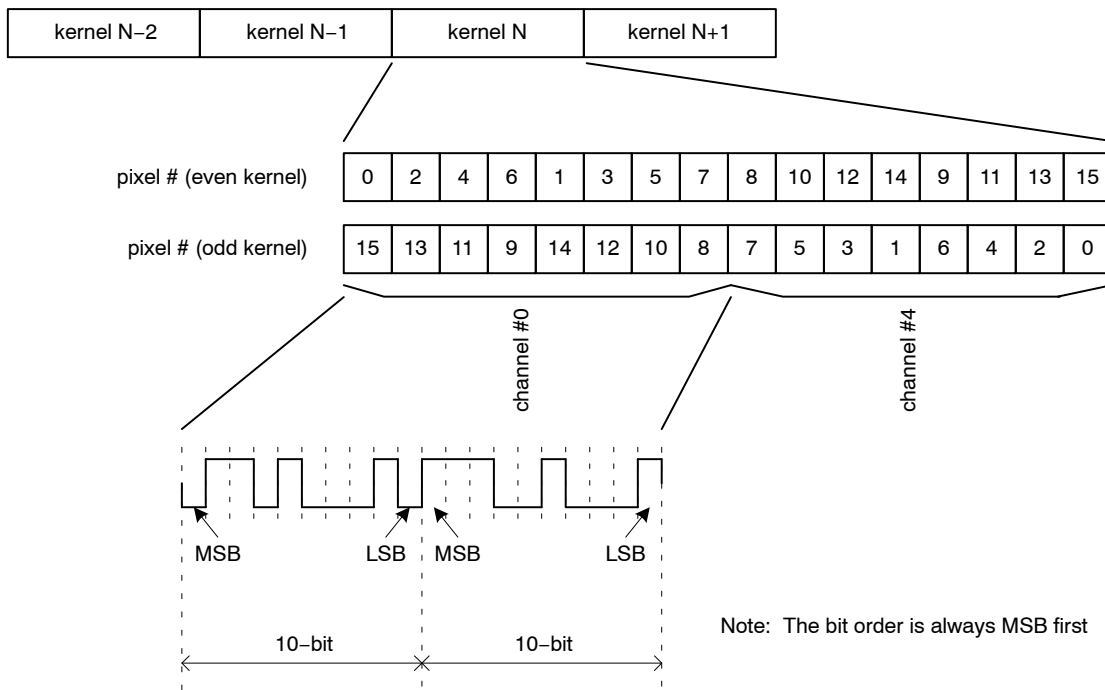 kernel N−2 kernel N−1 kernel N kernel N+1
pixel # (even kernel) 0 2 4 6 1 3 5 7 8 10 12 14 9 11 13 15
pixel # (odd kernel) 15 13 11 9 14 12 10 8 7 5 3 1 6 4 2 0
channel #0
channel #4
MSB LSB MSB LSB
10−bit 10−bit
Note: The bit order is always MSB first